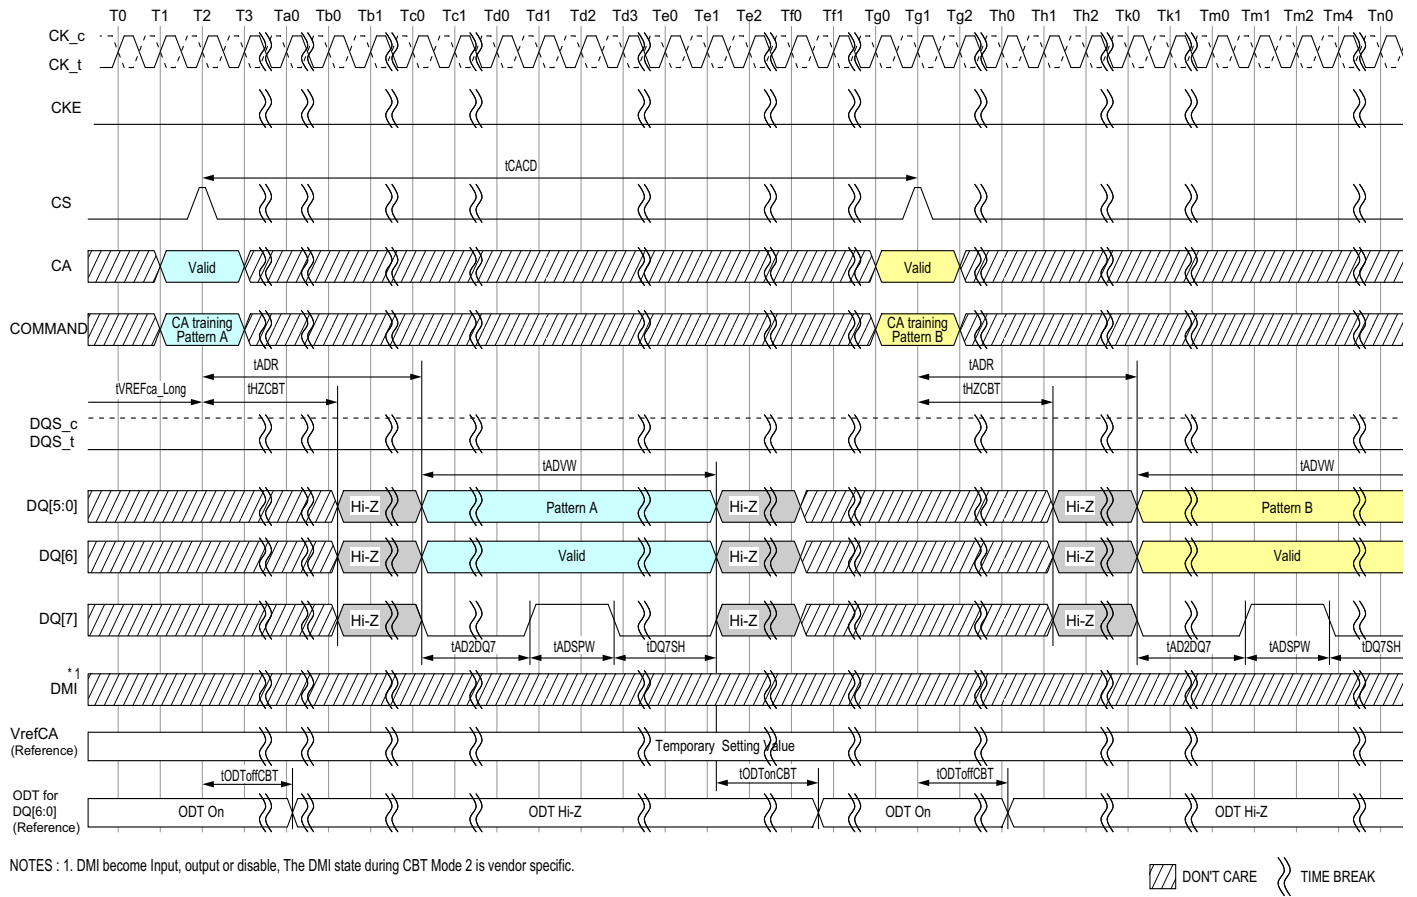 T0 T1 T2 T3 Ta0 Tb0 Tb1 Tc0 Tc1 Td0 Td1 Td2 Td3 Te0 Te1 Te2 Tf0 Tf1 Tg0 Tg1 Tg2 Th0 Th1 Th2 Tk0 Tk1 Tm0 Tm1 Tm2 Tm4 Tn0
CK_c
CK_t
CKE
tCACD
CS
CA Valid Valid
COMMAND CA training Pattern A CA training Pattern B
tADR tADR
tVREFca_Long tHZCBT tHZCBT
DQS_c
DQS_t
tADVW tADVW
DQ[5:0] Hi-Z Pattern A Hi-Z Hi-Z Pattern B
DQ[6] Hi-Z Valid Hi-Z Hi-Z Valid
DQ[7] Hi-Z Hi-Z Hi-Z
tAD2DQ7 tADSPW tDQ7SH tAD2DQ7 tADSPW tDQ7SH
*1
DMI
VrefCA
(Reference)
Temporary Setting Value
tODToffCBT tODTonCBT tODToffCBT
ODT for
DQ[6:0]
(Reference)
ODT On ODT Hi-Z ODT On ODT Hi-Z
NOTES : 1. DMI become Input, output or disable, The DMI state during CBT Mode 2 is vendor specific.
DON'T CARE TIME BREAK